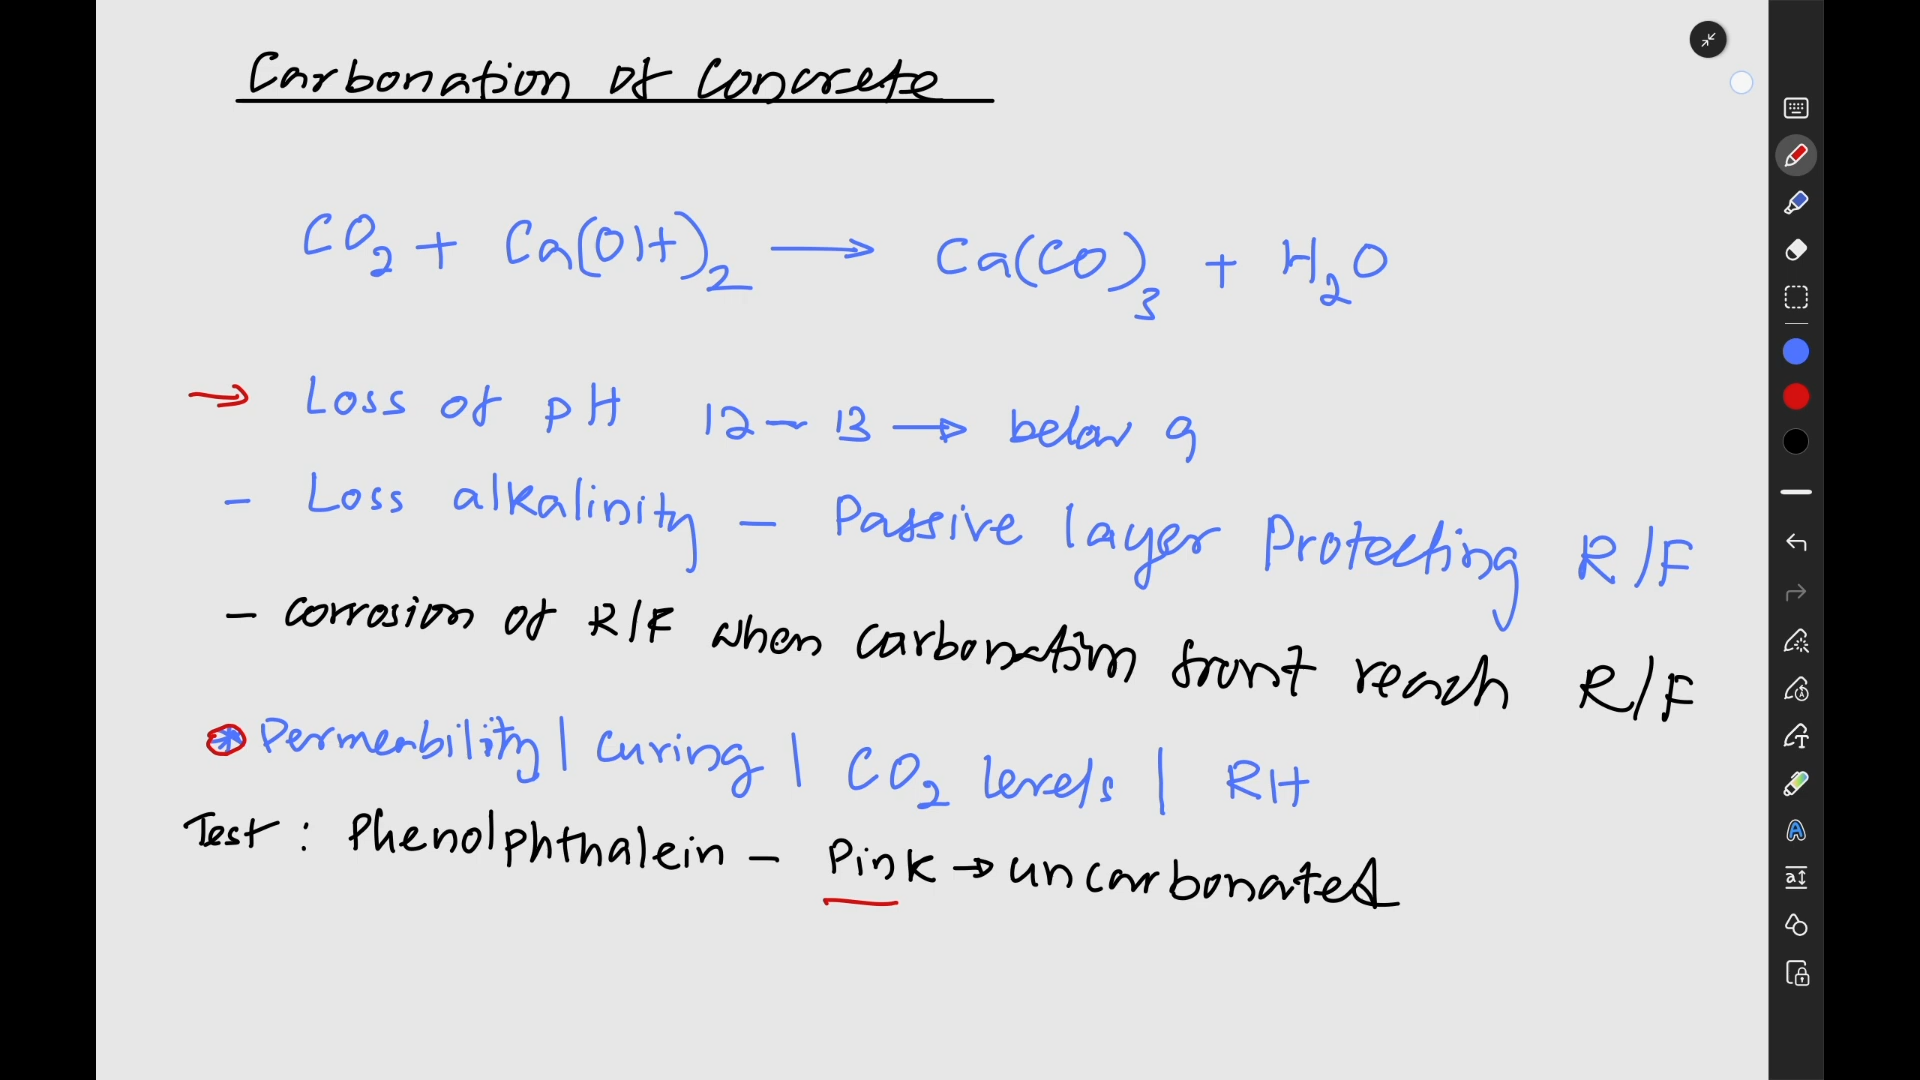 Carbonation of Concrete
CO₂ + Ca(OH)₂ → Ca(CO)₃ + H₂O
→ Loss of pH 12 – 13 → below 9
- Loss alkalinity – Passive layer Protecting R/F
- corrosion of R/F when carbonation front reach R/F
* Permeability | curing | CO₂ levels | RH
Test : Phenolphthalein – Pink → uncarbonated